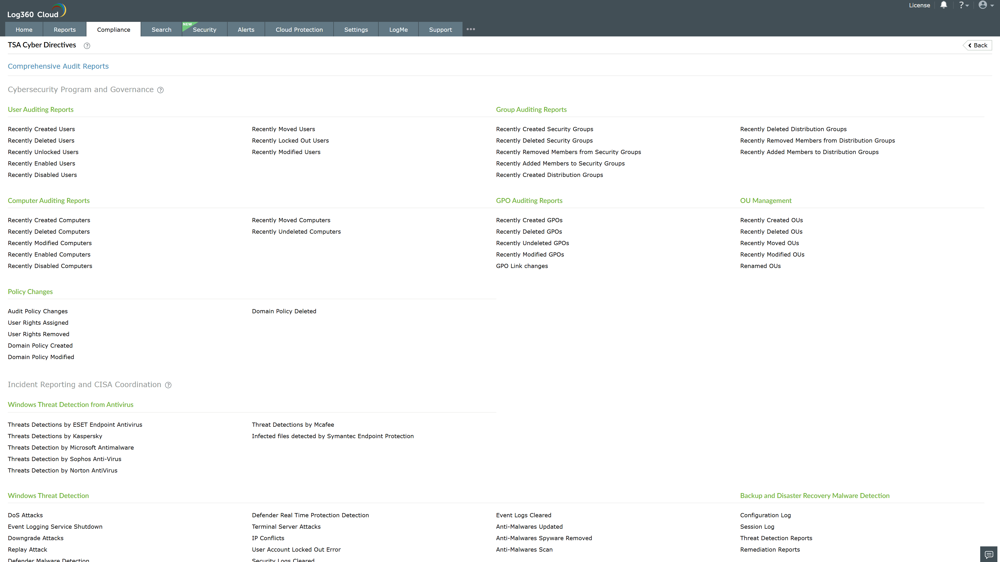 Log360 Cloud
License
?
Home
Reports
Compliance
Search
NEW
Security
Alerts
Cloud Protection
Settings
LogMe
Support
TSA Cyber Directives ?
Back
Comprehensive Audit Reports
Cybersecurity Program and Governance ?
User Auditing Reports
Recently Created Users
Recently Deleted Users
Recently Unlocked Users
Recently Enabled Users
Recently Disabled Users
Recently Moved Users
Recently Locked Out Users
Recently Modified Users
Group Auditing Reports
Recently Created Security Groups
Recently Deleted Security Groups
Recently Removed Members from Security Groups
Recently Added Members to Security Groups
Recently Created Distribution Groups
Recently Deleted Distribution Groups
Recently Removed Members from Distribution Groups
Recently Added Members to Distribution Groups
Computer Auditing Reports
Recently Created Computers
Recently Deleted Computers
Recently Modified Computers
Recently Enabled Computers
Recently Disabled Computers
Recently Moved Computers
Recently Undeleted Computers
GPO Auditing Reports
Recently Created GPOs
Recently Deleted GPOs
Recently Undeleted GPOs
Recently Modified GPOs
GPO Link changes
OU Management
Recently Created OUs
Recently Deleted OUs
Recently Moved OUs
Recently Modified OUs
Renamed OUs
Policy Changes
Audit Policy Changes
User Rights Assigned
User Rights Removed
Domain Policy Created
Domain Policy Modified
Domain Policy Deleted
Incident Reporting and CISA Coordination ?
Windows Threat Detection from Antivirus
Threats Detections by ESET Endpoint Antivirus
Threats Detections by Kaspersky
Threats Detection by Microsoft Antimalware
Threats Detection by Sophos Anti-Virus
Threats Detection by Norton AntiVirus
Threat Detections by Mcafee
Infected files detected by Symantec Endpoint Protection
Windows Threat Detection
DoS Attacks
Event Logging Service Shutdown
Downgrade Attacks
Replay Attack
Defender Malware Detection
Defender Real Time Protection Detection
Terminal Server Attacks
IP Conflicts
User Account Locked Out Error
Security Logs Cleared
Event Logs Cleared
Anti-Malwares Updated
Anti-Malwares Spyware Removed
Anti-Malwares Scan
Backup and Disaster Recovery Malware Detection
Configuration Log
Session Log
Threat Detection Reports
Remediation Reports